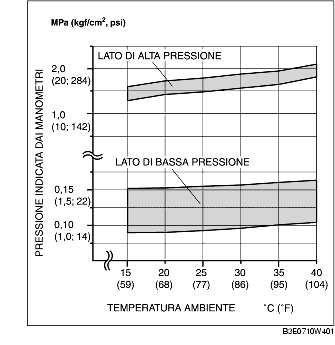 MPa (kgf/cm², psi)
LATO DI ALTA PRESSIONE
2,0
(20; 284)
1,0
(10; 142)
LATO DI BASSA PRESSIONE
0,15
(1,5; 22)
0,10
(1,0; 14)
PRESSIONE INDICATA DAI MANOMETRI
15 20 25 30 35 40
(59) (68) (77) (86) (95) (104)
TEMPERATURA AMBIENTE °C (°F)
B3E0710W401